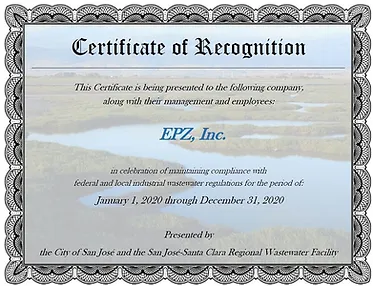 Certificate of Recognition
This Certificate is being presented to the following company,
along with their management and employees:
EPZ, Inc.
in celebration of maintaining compliance with
federal and local industrial wastewater regulations for the period of:
January 1, 2020 through December 31, 2020
Presented by
the City of San José and the San José-Santa Clara Regional Wastewater Facility